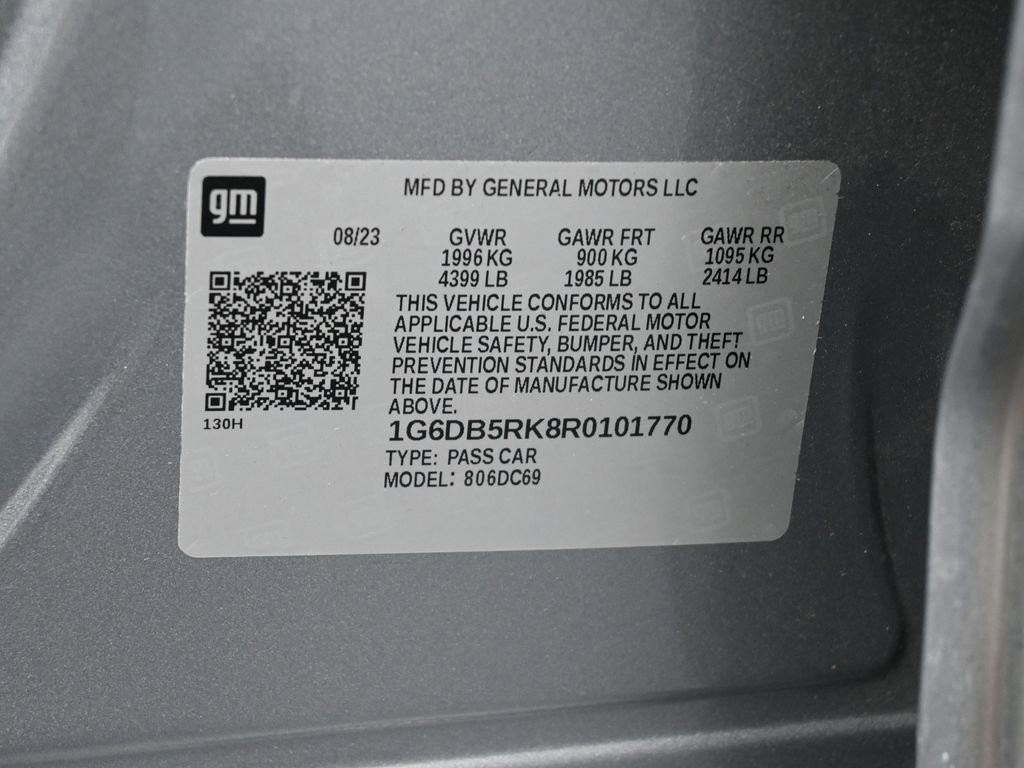 gm
MFD BY GENERAL MOTORS LLC
08/23 GVWR GAWR FRT GAWR RR
1996 KG 900 KG 1095 KG
4399 LB 1985 LB 2414 LB
THIS VEHICLE CONFORMS TO ALL
APPLICABLE U.S. FEDERAL MOTOR
VEHICLE SAFETY, BUMPER, AND THEFT
PREVENTION STANDARDS IN EFFECT ON
THE DATE OF MANUFACTURE SHOWN
ABOVE.
130H
1G6DB5RK8R0101770
TYPE: PASS CAR
MODEL: 806DC69